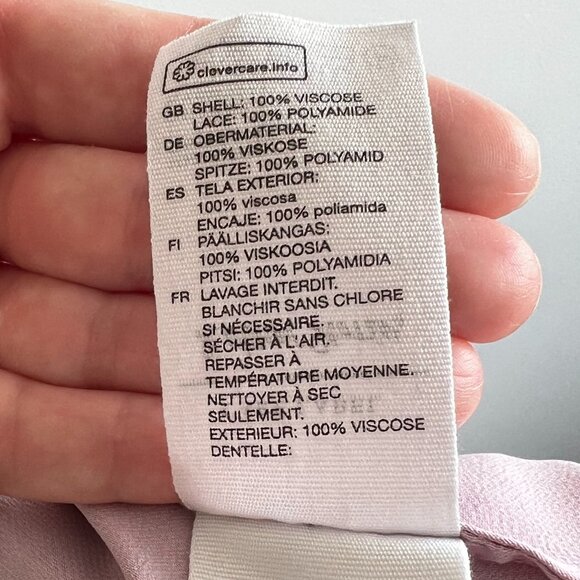 clevercare.info
GB SHELL: 100% VISCOSE
LACE: 100% POLYAMIDE
DE OBERMATERIAL:
100% VISKOSE
SPITZE: 100% POLYAMID
ES TELA EXTERIOR:
100% viscosa
ENCAJE: 100% poliamida
FI PÄÄLLISKANGAS:
100% VISKOOSIA
PITSI: 100% POLYAMIDIA
FR LAVAGE INTERDIT.
BLANCHIR SANS CHLORE
SI NÉCESSAIRE.
SÉCHER À L'AIR.
REPASSER À
TEMPÉRATURE MOYENNE.
NETTOYER À SEC
SEULEMENT.
EXTERIEUR: 100% VISCOSE
DENTELLE: